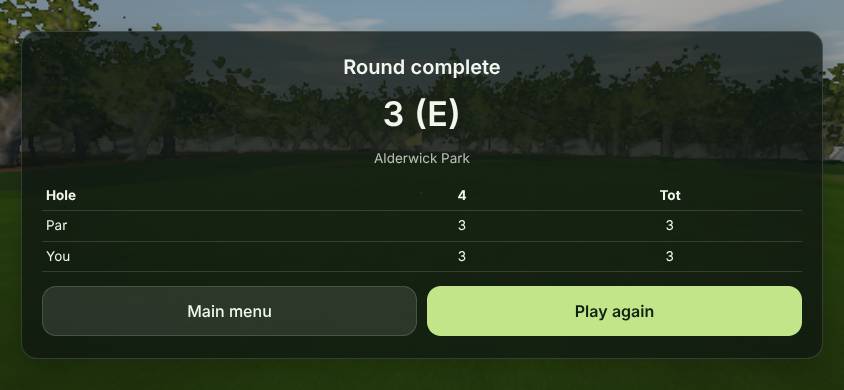 Round complete
3 (E)
Alderwick Park
Hole 4 Tot
Par 3 3
You 3 3
Main menu Play again